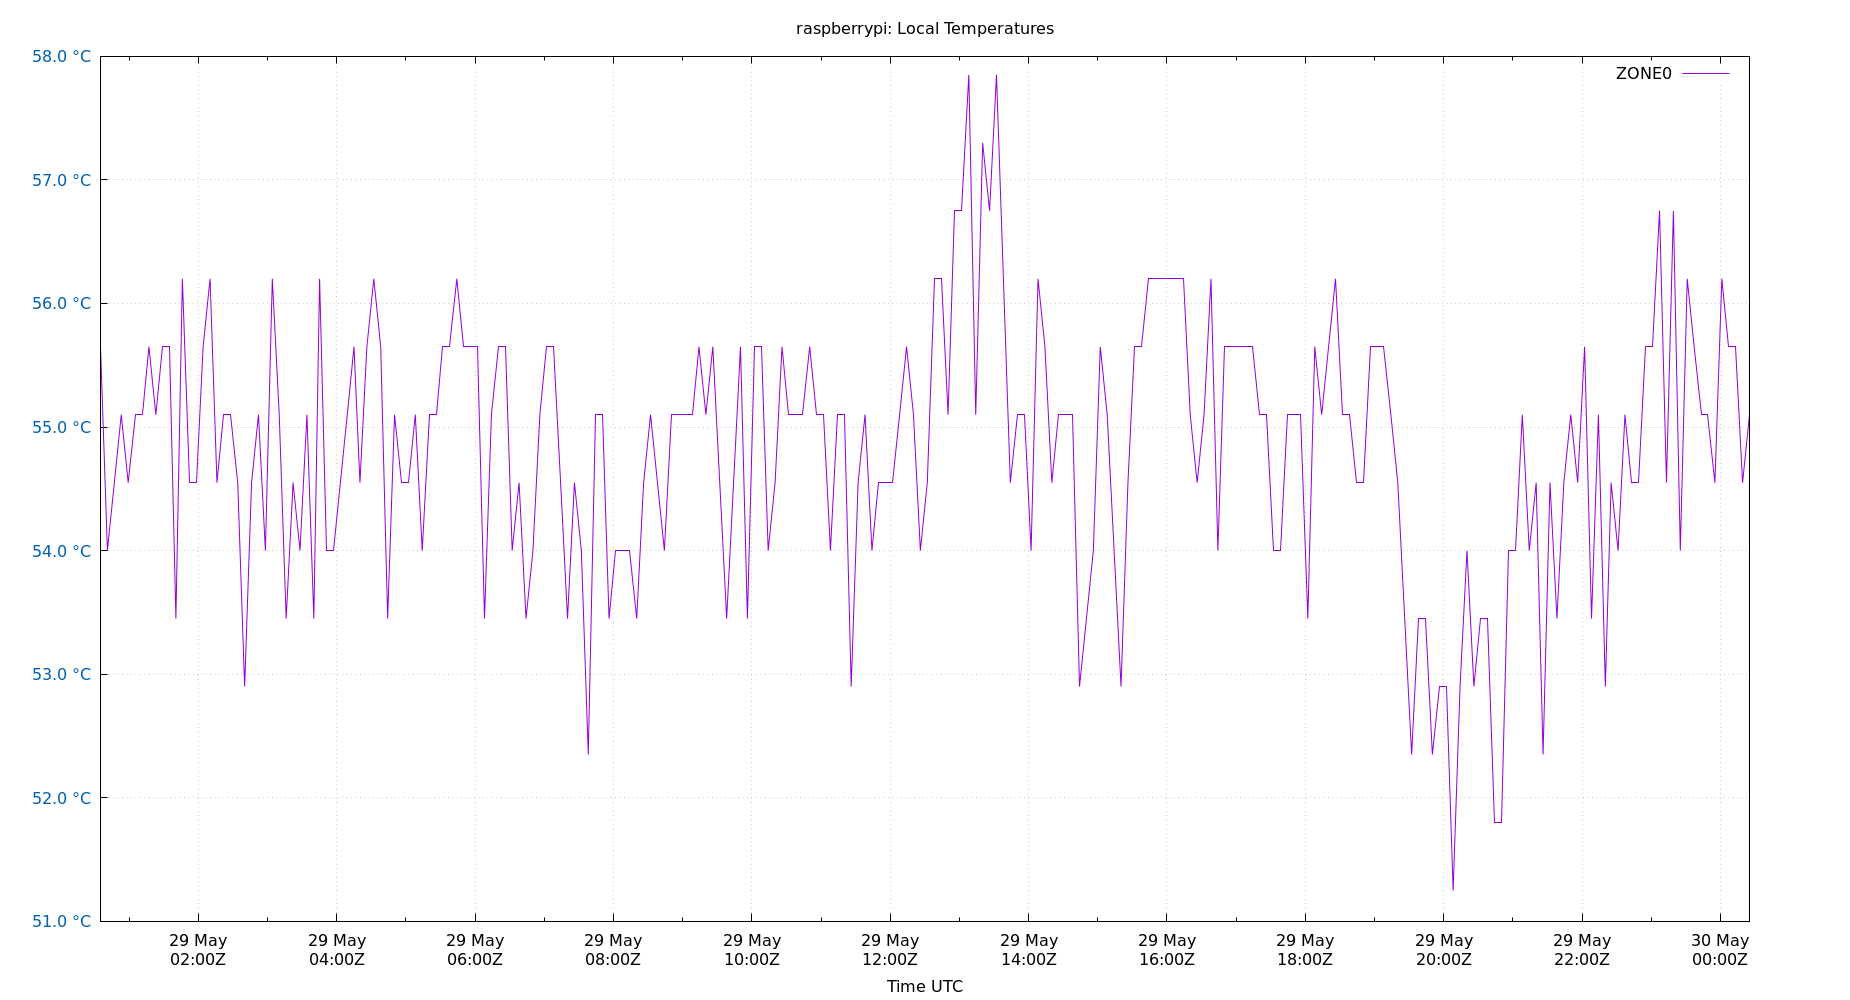 raspberrypi: Local Temperatures
58.0 °C
ZONE0
57.0 °C
56.0 °C
55.0 °C
54.0 °C
53.0 °C
52.0 °C
51.0 °C
29 May 29 May 29 May 29 May 29 May 29 May 29 May 29 May 29 May 29 May 29 May 30 May
02:00Z 04:00Z 06:00Z 08:00Z 10:00Z 12:00Z 14:00Z 16:00Z 18:00Z 20:00Z 22:00Z 00:00Z
Time UTC